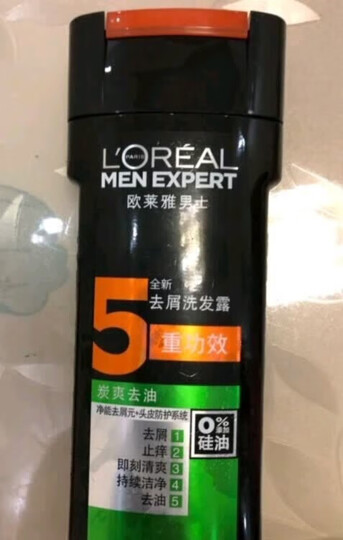 L'ORÉAL
PARIS
MEN EXPERT
欧莱雅男士
全新
去屑洗发露
5重功效
炭爽去油
净能去屑元+头皮防护系统
去屑 1
止痒 2
即刻清爽 3
持续洁净 4
去油 5
0%
添加
硅油